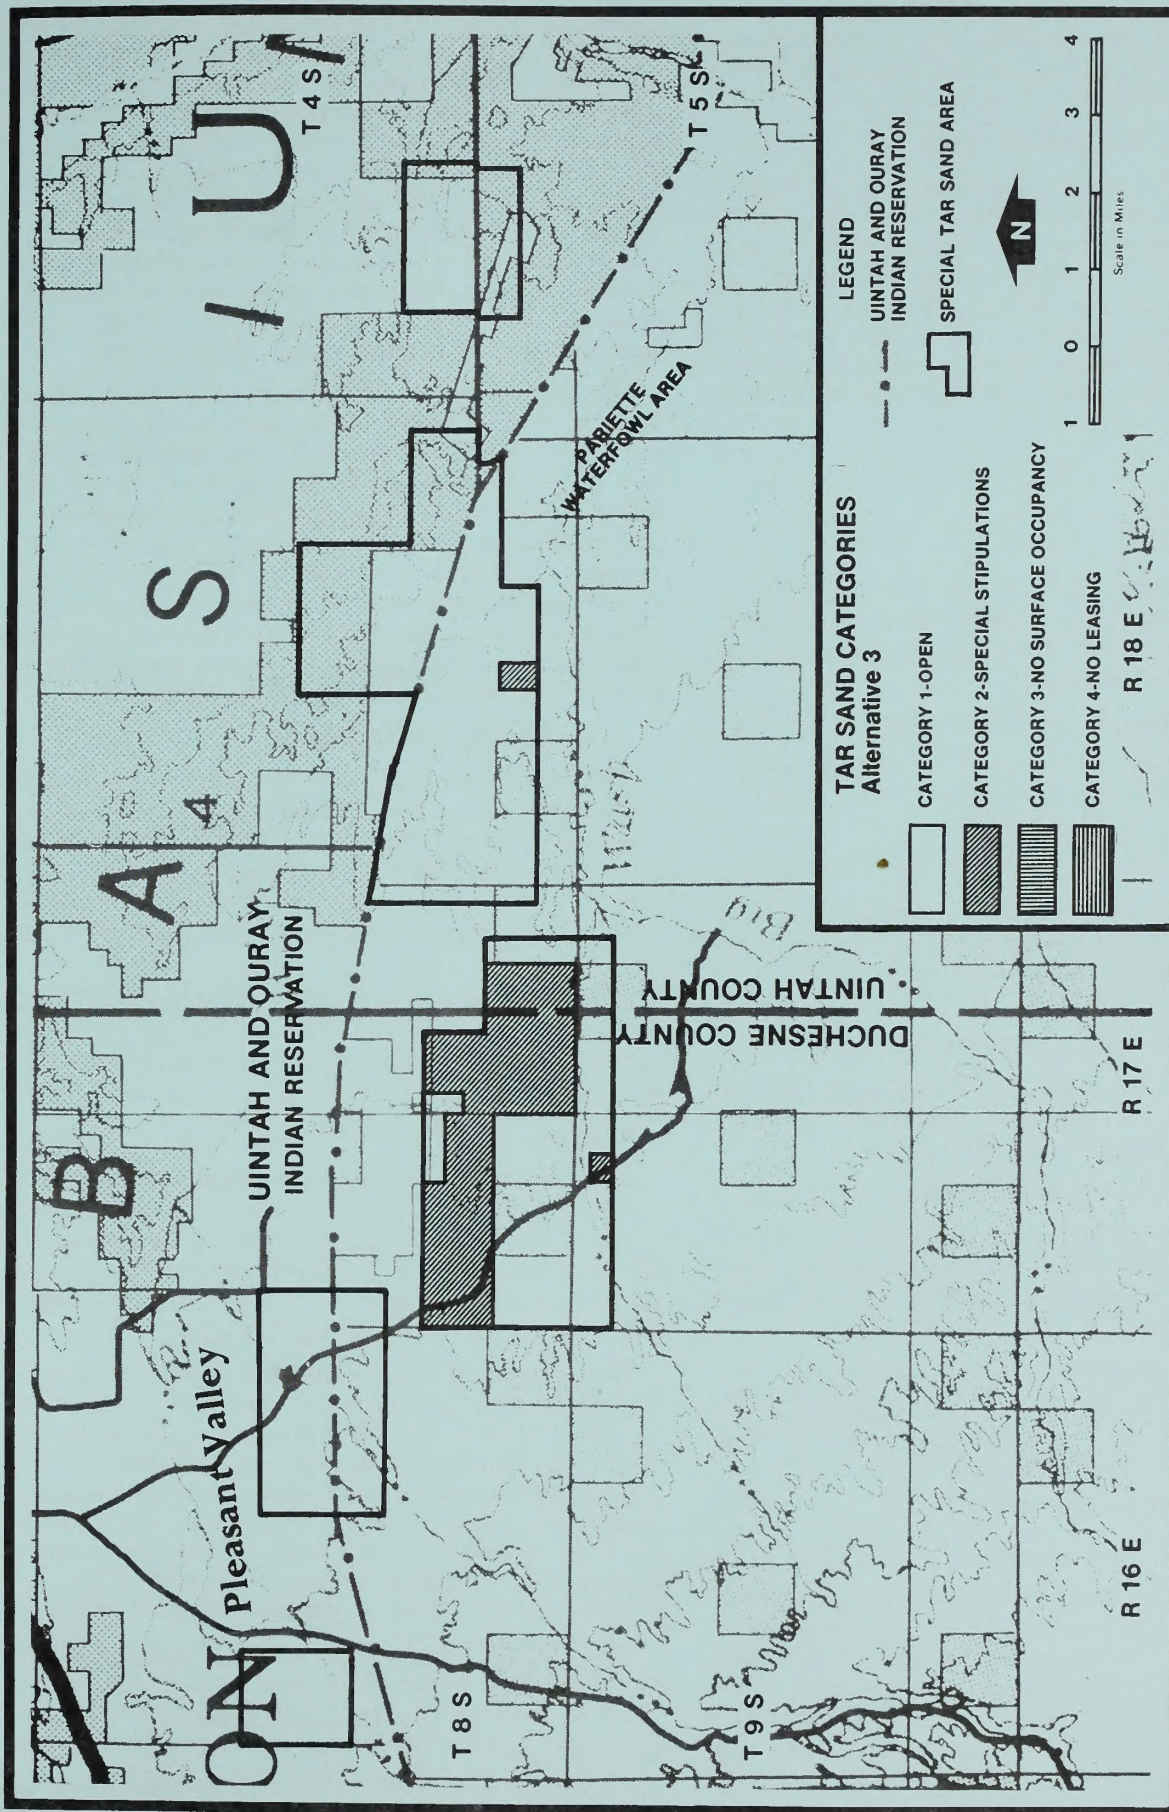 B A S I U
T 4 S
4
UINTAH AND OURAY
INDIAN RESERVATION
Pleasant Valley
ON
T 8 S
T 9 S
T 5 S
PARIETTE
WATERFOWL AREA
DUCHESNE COUNTY
UINTAH COUNTY
Big
Wash
R 16 E
R 17 E
R 18 E
TAR SAND CATEGORIES
Alternative 3
CATEGORY 1-OPEN
CATEGORY 2-SPECIAL STIPULATIONS
CATEGORY 3-NO SURFACE OCCUPANCY
CATEGORY 4-NO LEASING
LEGEND
UINTAH AND OURAY
INDIAN RESERVATION
SPECIAL TAR SAND AREA
N
1 0 1 2 3 4
Scale in Miles